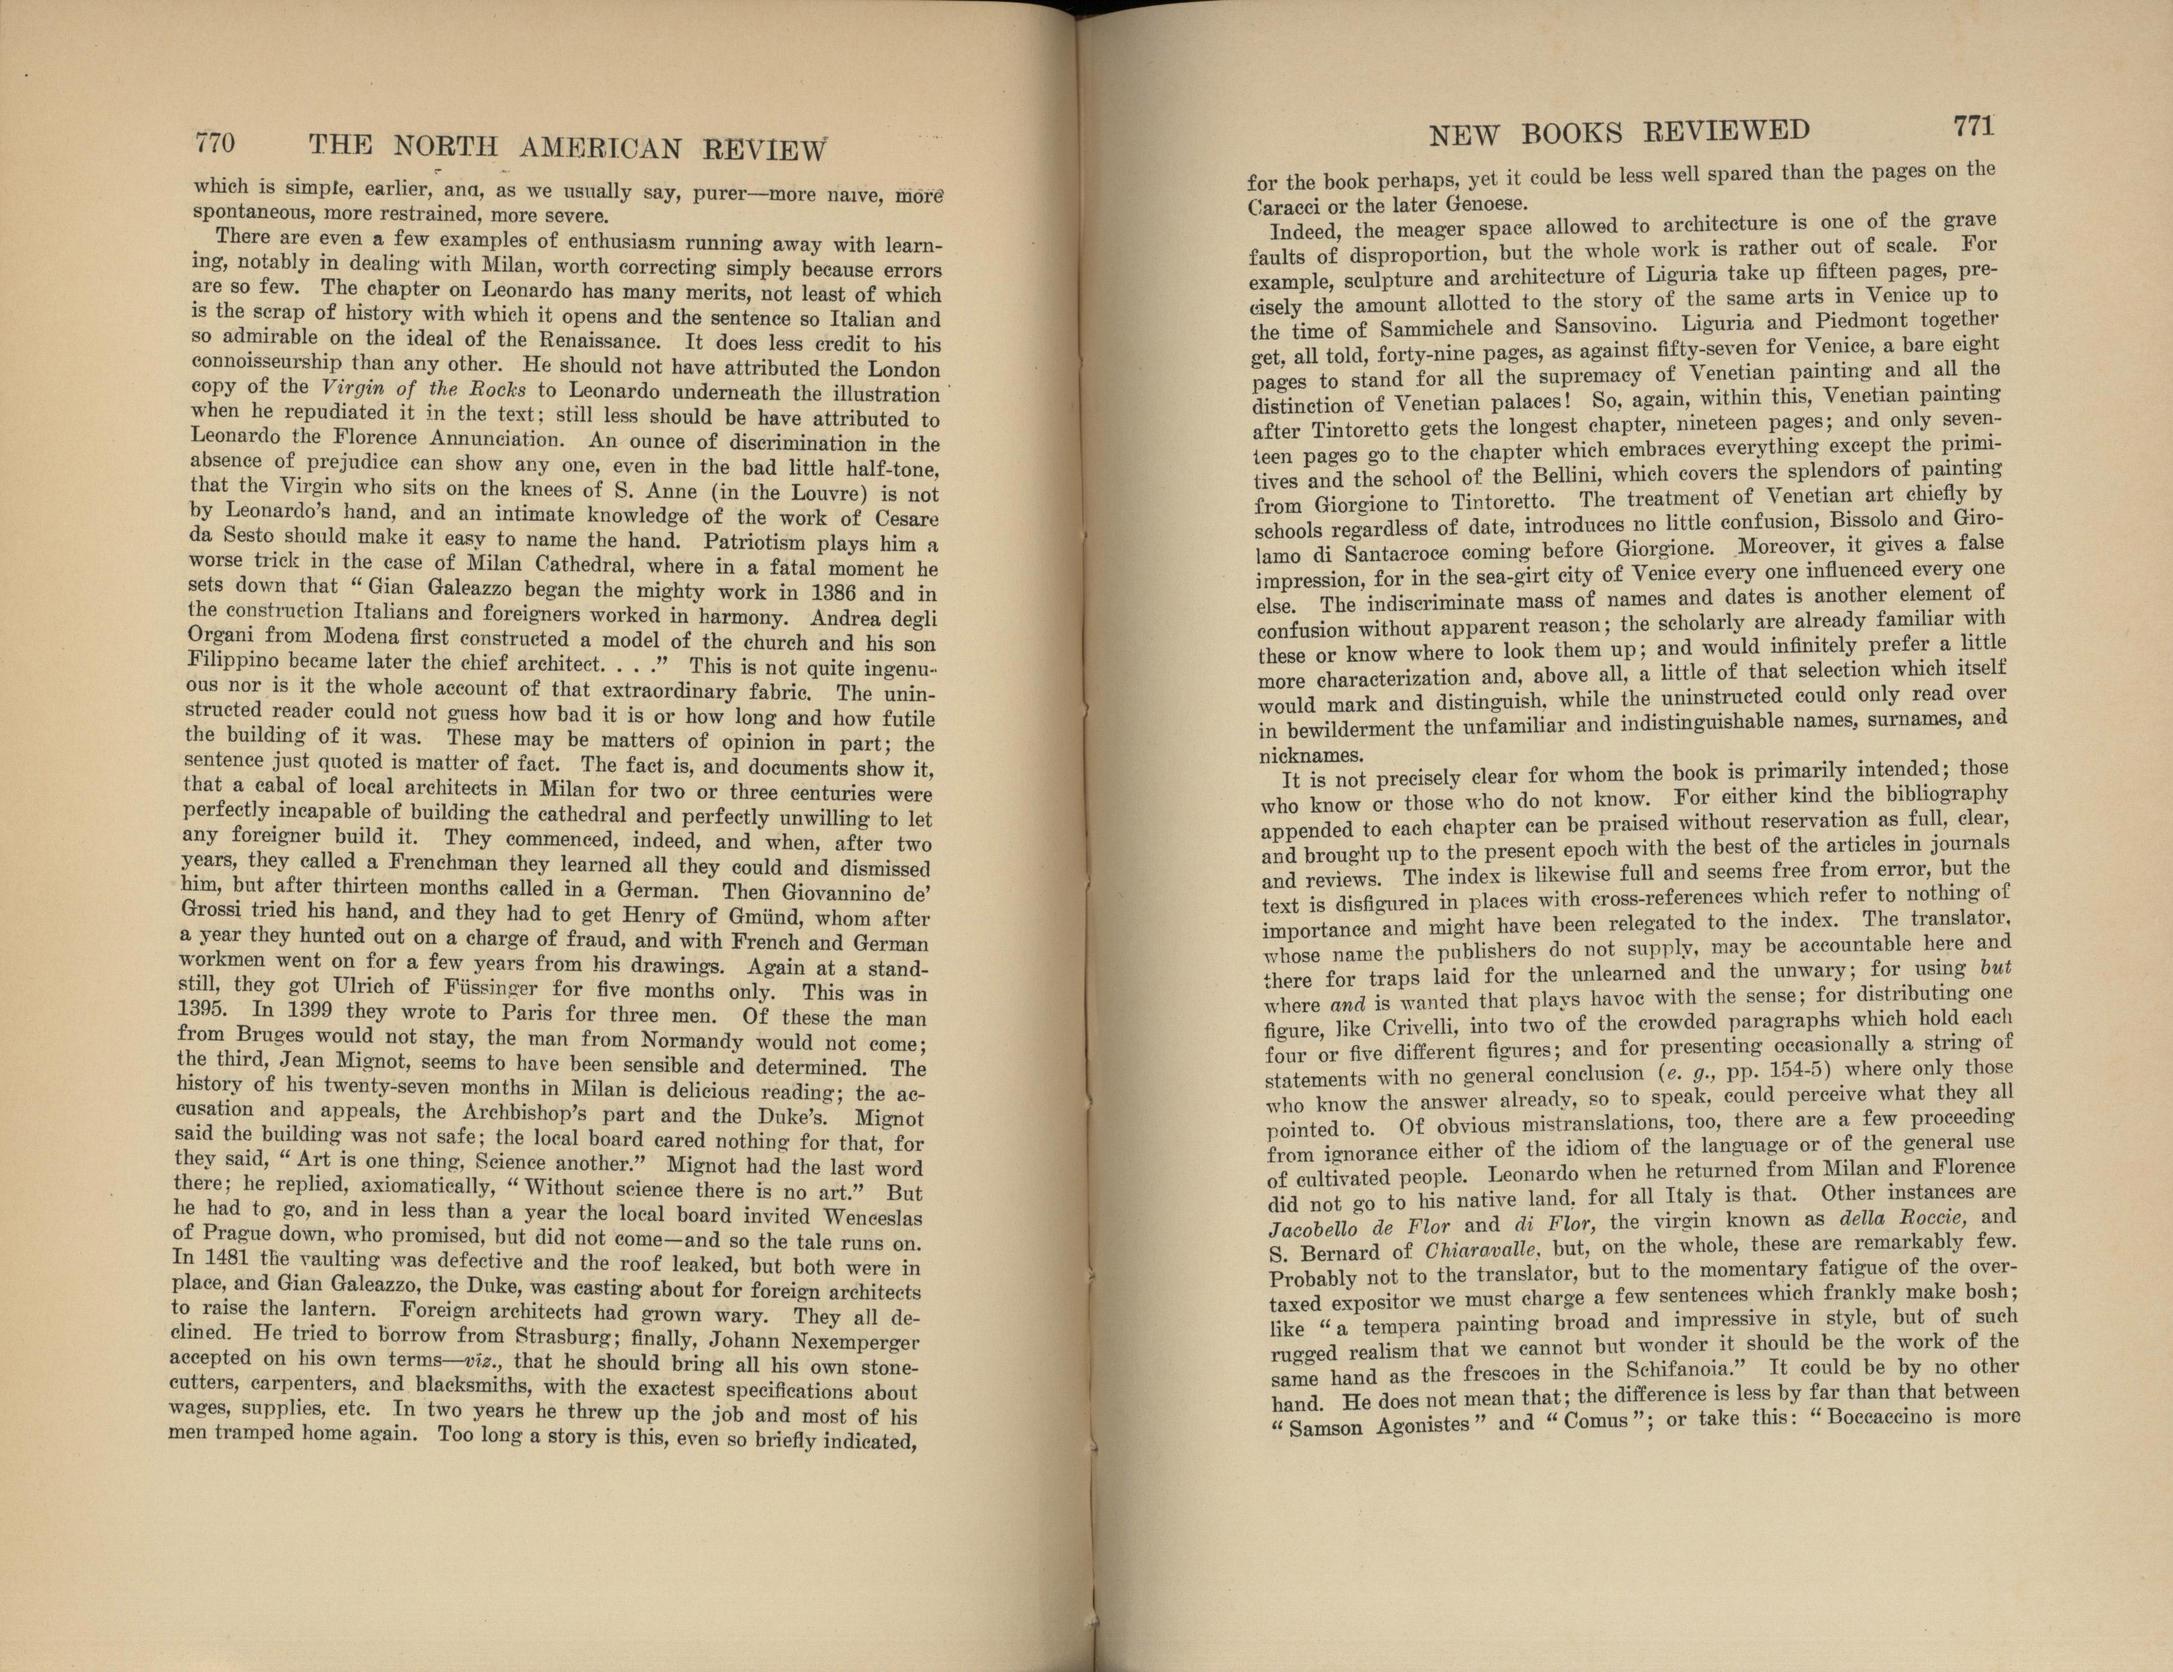 770 THE NORTH AMERICAN REVIEW
which is simple, earlier, and, as we usually say, purer—more naive, more
spontaneous, more restrained, more severe.
There are even a few examples of enthusiasm running away with learn-
ing, notably in dealing with Milan, worth correcting simply because errors
are so few. The chapter on Leonardo has many merits, not least of which
is the scrap of history with which it opens and the sentence so Italian and
so admirable on the ideal of the Renaissance. It does less credit to his
connoisseurship than any other. He should not have attributed the London
copy of the Virgin of the Rocks to Leonardo underneath the illustration
when he repudiated it in the text; still less should be have attributed to
Leonardo the Florence Annunciation. An ounce of discrimination in the
absence of prejudice can show any one, even in the bad little half-tone,
that the Virgin who sits on the knees of S. Anne (in the Louvre) is not
by Leonardo's hand, and an intimate knowledge of the work of Cesare
da Sesto should make it easy to name the hand. Patriotism plays him a
worse trick in the case of Milan Cathedral, where in a fatal moment he
sets down that “Gian Galeazzo began the mighty work in 1386 and in
the construction Italians and foreigners worked in harmony. Andrea degli
Organi from Modena first constructed a model of the church and his son
Filippino became later the chief architect. . . .” This is not quite ingenu-
ous nor is it the whole account of that extraordinary fabric. The unin-
structed reader could not guess how bad it is or how long and how futile
the building of it was. These may be matters of opinion in part; the
sentence just quoted is matter of fact. The fact is, and documents show it,
that a cabal of local architects in Milan for two or three centuries were
perfectly incapable of building the cathedral and perfectly unwilling to let
any foreigner build it. They commenced, indeed, and when, after two
years, they called a Frenchman they learned all they could and dismissed
him, but after thirteen months called in a German. Then Giovannino de'
Grossi tried his hand, and they had to get Henry of Gmünd, whom after
a year they hunted out on a charge of fraud, and with French and German
workmen went on for a few years from his drawings. Again at a stand-
still, they got Ulrich of Füssinger for five months only. This was in
1395. In 1399 they wrote to Paris for three men. Of these the man
from Bruges would not stay, the man from Normandy would not come;
the third, Jean Mignot, seems to have been sensible and determined. The
history of his twenty-seven months in Milan is delicious reading; the ac-
cusation and appeals, the Archbishop's part and the Duke's. Mignot
said the building was not safe; the local board cared nothing for that, for
they said, “Art is one thing, Science another.” Mignot had the last word
there; he replied, axiomatically, “Without science there is no art.” But
he had to go, and in less than a year the local board invited Wenceslas
of Prague down, who promised, but did not come—and so the tale runs on.
In 1481 the vaulting was defective and the roof leaked, but both were in
place, and Gian Galeazzo, the Duke, was casting about for foreign architects
to raise the lantern. Foreign architects had grown wary. They all de-
clined. He tried to borrow from Strasburg; finally, Johann Nexemperger
accepted on his own terms—viz., that he should bring all his own stone-
cutters, carpenters, and blacksmiths, with the exactest specifications about
wages, supplies, etc. In two years he threw up the job and most of his
men tramped home again. Too long a story is this, even so briefly indicated,
NEW BOOKS REVIEWED 771
for the book perhaps, yet it could be less well spared than the pages on the
Caracci or the later Genoese.
Indeed, the meager space allowed to architecture is one of the grave
faults of disproportion, but the whole work is rather out of scale. For
example, sculpture and architecture of Liguria take up fifteen pages, pre-
cisely the amount allotted to the story of the same arts in Venice up to
the time of Sammichele and Sansovino. Liguria and Piedmont together
get, all told, forty-nine pages, as against fifty-seven for Venice, a bare eight
pages to stand for all the supremacy of Venetian painting and all the
distinction of Venetian palaces! So, again, within this, Venetian painting
after Tintoretto gets the longest chapter, nineteen pages; and only seven-
teen pages go to the chapter which embraces everything except the primi-
tives and the school of the Bellini, which covers the splendors of painting
from Giorgione to Tintoretto. The treatment of Venetian art chiefly by
schools regardless of date, introduces no little confusion, Bissolo and Giro-
lamo di Santacroce coming before Giorgione. Moreover, it gives a false
impression, for in the sea-girt city of Venice every one influenced every one
else. The indiscriminate mass of names and dates is another element of
confusion without apparent reason; the scholarly are already familiar with
these or know where to look them up; and would infinitely prefer a little
more characterization and, above all, a little of that selection which itself
would mark and distinguish, while the uninstructed could only read over
in bewilderment the unfamiliar and indistinguishable names, surnames, and
nicknames.
It is not precisely clear for whom the book is primarily intended; those
who know or those who do not know. For either kind the bibliography
appended to each chapter can be praised without reservation as full, clear,
and brought up to the present epoch with the best of the articles in journals
and reviews. The index is likewise full and seems free from error, but the
text is disfigured in places with cross-references which refer to nothing of
importance and might have been relegated to the index. The translator,
whose name the publishers do not supply, may be accountable here and
there for traps laid for the unlearned and the unwary; for using but
where and is wanted that plays havoc with the sense; for distributing one
figure, like Crivelli, into two of the crowded paragraphs which hold each
four or five different figures; and for presenting occasionally a string of
statements with no general conclusion (e. g., pp. 154-5) where only those
who know the answer already, so to speak, could perceive what they all
pointed to. Of obvious mistranslations, too, there are a few proceeding
from ignorance either of the idiom of the language or of the general use
of cultivated people. Leonardo when he returned from Milan and Florence
did not go to his native land, for all Italy is that. Other instances are
Jacobello de Flor and di Flor, the virgin known as della Roccie, and
S. Bernard of Chiaravalle, but, on the whole, these are remarkably few.
Probably not to the translator, but to the momentary fatigue of the over-
taxed expositor we must charge a few sentences which frankly make bosh;
like “a tempera painting broad and impressive in style, but of such
rugged realism that we cannot but wonder it should be the work of the
same hand as the frescoes in the Schifanoia.” It could be by no other
hand. He does not mean that; the difference is less by far than that between
“Samson Agonistes” and “Comus”; or take this: “Boccaccino is more